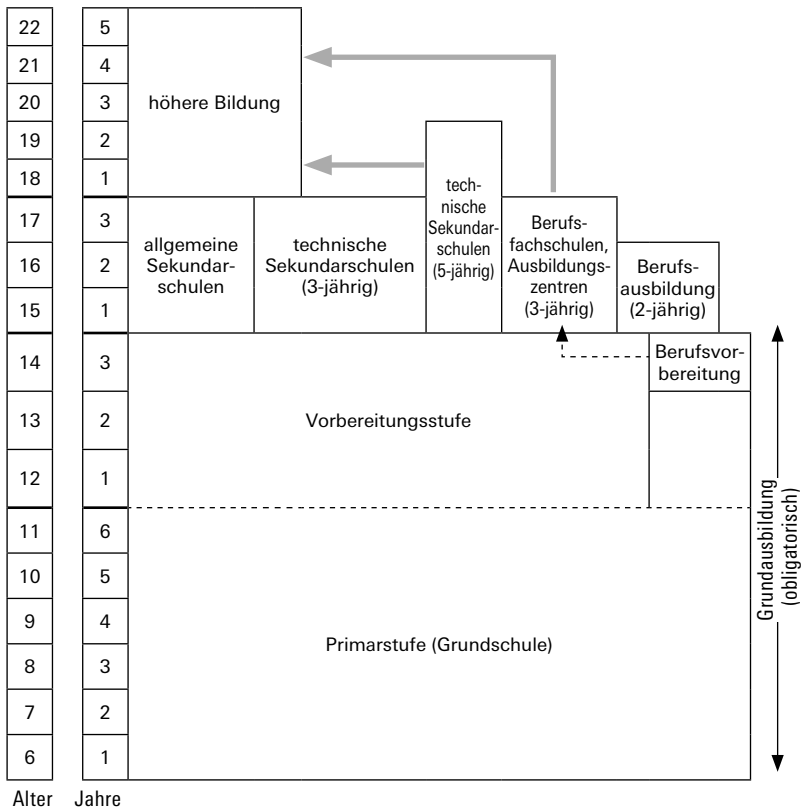 22
5
21
4
20
3
höhere Bildung
19
2
18
1
17
3
16
2
15
1
allgemeine
Sekundar-
schulen
technische
Sekundarschulen
(3-jährig)
tech-
nische
Sekundar-
schulen
(5-jährig)
Berufs-
fachschulen,
Ausbildungs-
zentren
(3-jährig)
Berufs-
ausbildung
(2-jährig)
14
3
Berufsvor-
bereitung
13
2
Vorbereitungsstufe
12
1
11
6
10
5
9
4
Primarstufe (Grundschule)
8
3
7
2
6
1
Grundausbildung
(obligatorisch)
Alter Jahre